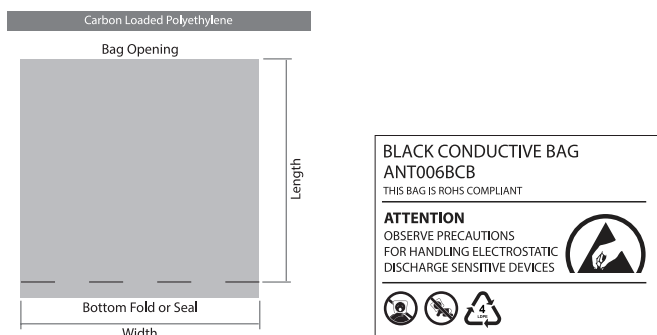 Carbon Loaded Polyethylene
Bag Opening
Length
Bottom Fold or Seal
Width
BLACK CONDUCTIVE BAG
ANT006BCB
THIS BAG IS ROHS COMPLIANT
ATTENTION
OBSERVE PRECAUTIONS
FOR HANDLING ELECTROSTATIC
DISCHARGE SENSITIVE DEVICES
4
LDPE